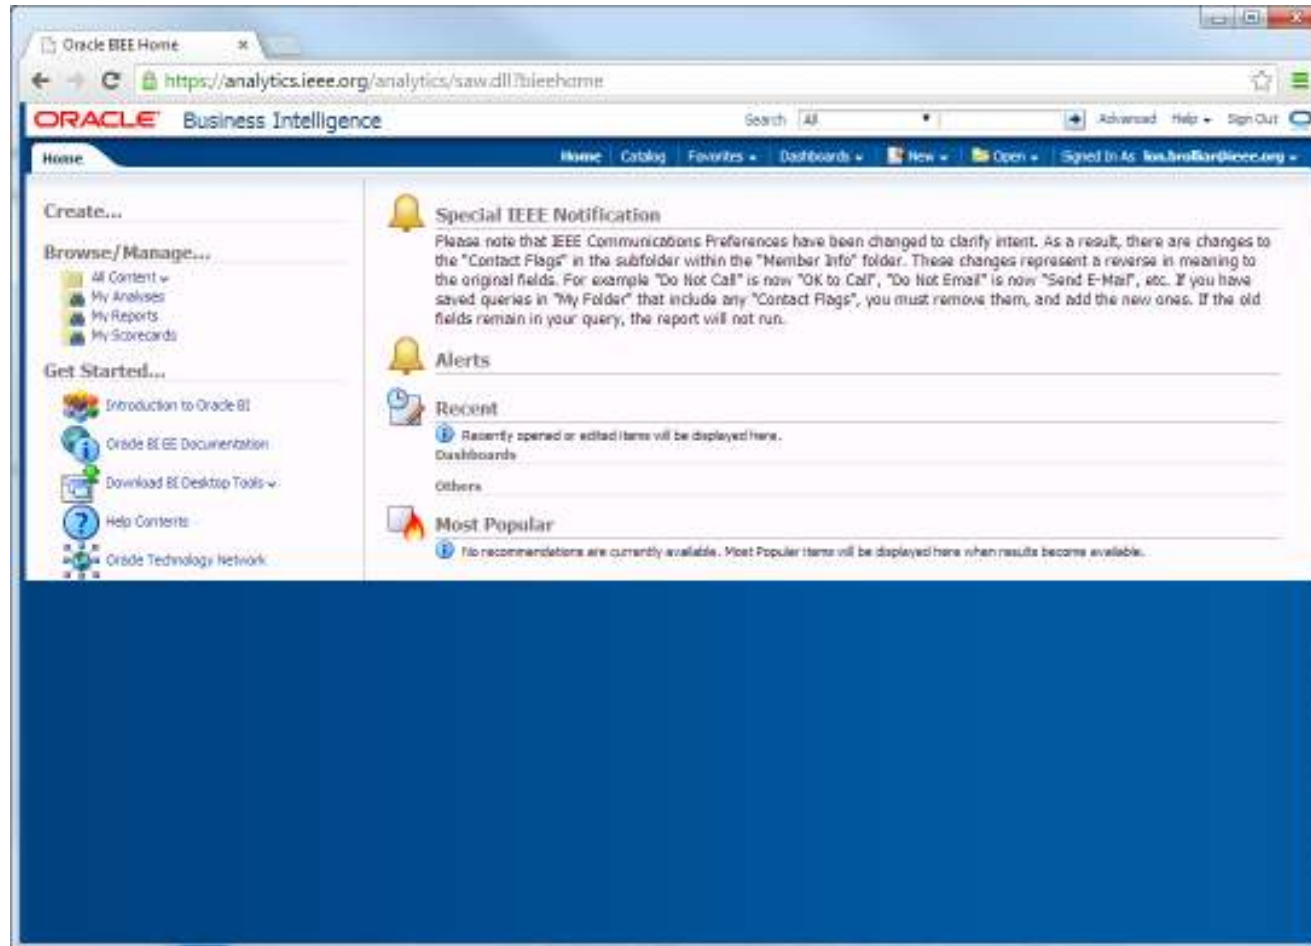 Oracle BIEE Home
https://analytics.ieee.org/analytics/saw.dll?bieehome
ORACLE Business Intelligence
Search All Advanced Help Sign Out
Home
Home Catalog Favorites Dashboards New Open Signed In As
Create...
Browse/Manage...
All Content
My Analyses
My Reports
My Scorecards
Get Started...
Introduction to Oracle BI
Oracle BI EE Documentation
Download BI Desktop Tools
Help Contents
Oracle Technology Network
Special IEEE Notification
Please note that IEEE Communications Preferences have been changed to clarify intent. As a result, there are changes to
the "Contact Flags" in the subfolder within the "Member Info" folder. These changes represent a reverse in meaning to
the original fields. For example "Do Not Call" is now "OK to Call", "Do Not Email" is now "Send E-Mail", etc. If you have
saved queries in "My Folder" that include any "Contact Flags", you must remove them, and add the new ones. If the old
fields remain in your query, the report will not run.
Alerts
Recent
Recently opened or edited items will be displayed here.
Dashboards
Others
Most Popular
No recommendations are currently available. Most Popular items will be displayed here when results become available.